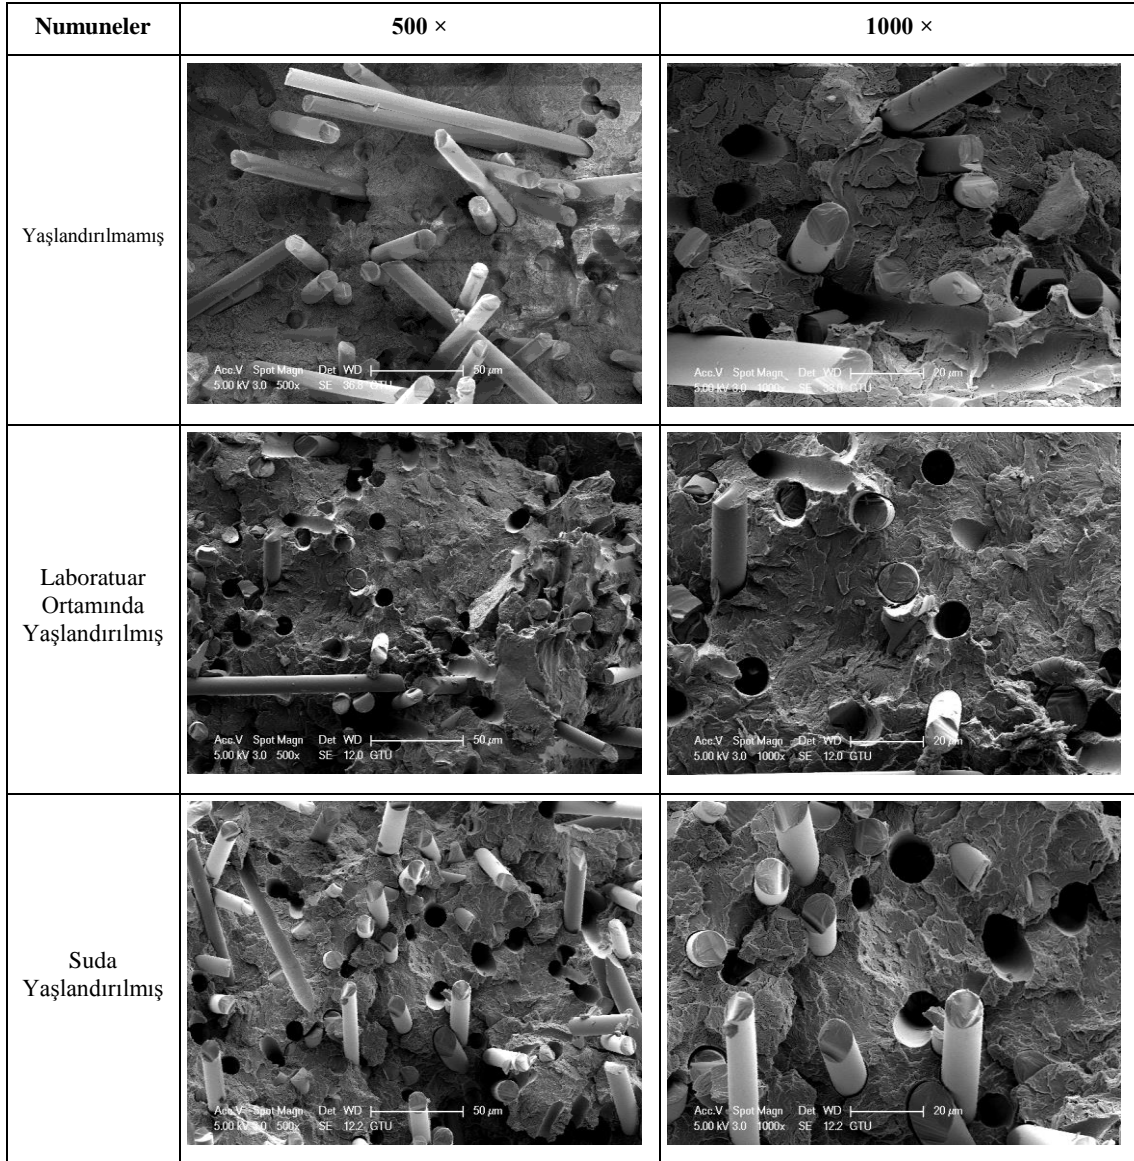 Numuneler
500 ×
1000 ×
Yaşlandırılmamış
Acc.V Spot Magn Det WD 50 µm
5.00 kV 3.0 500x SE 36.8 GTU
Acc.V Spot Magn Det WD 20 µm
5.00 kV 3.0 1000x SE GTU
Laboratuar
Ortamında
Yaşlandırılmış
Acc.V Spot Magn Det WD 50 µm
5.00 kV 3.0 500x SE 12.0 GTU
Acc.V Spot Magn Det WD 20 µm
5.00 kV 3.0 1000x SE 12.0 GTU
Suda
Yaşlandırılmış
Acc.V Spot Magn Det WD 50 µm
5.00 kV 3.0 500x SE 12.2 GTU
Acc.V Spot Magn Det WD 20 µm
5.00 kV 3.0 1000x SE 12.2 GTU